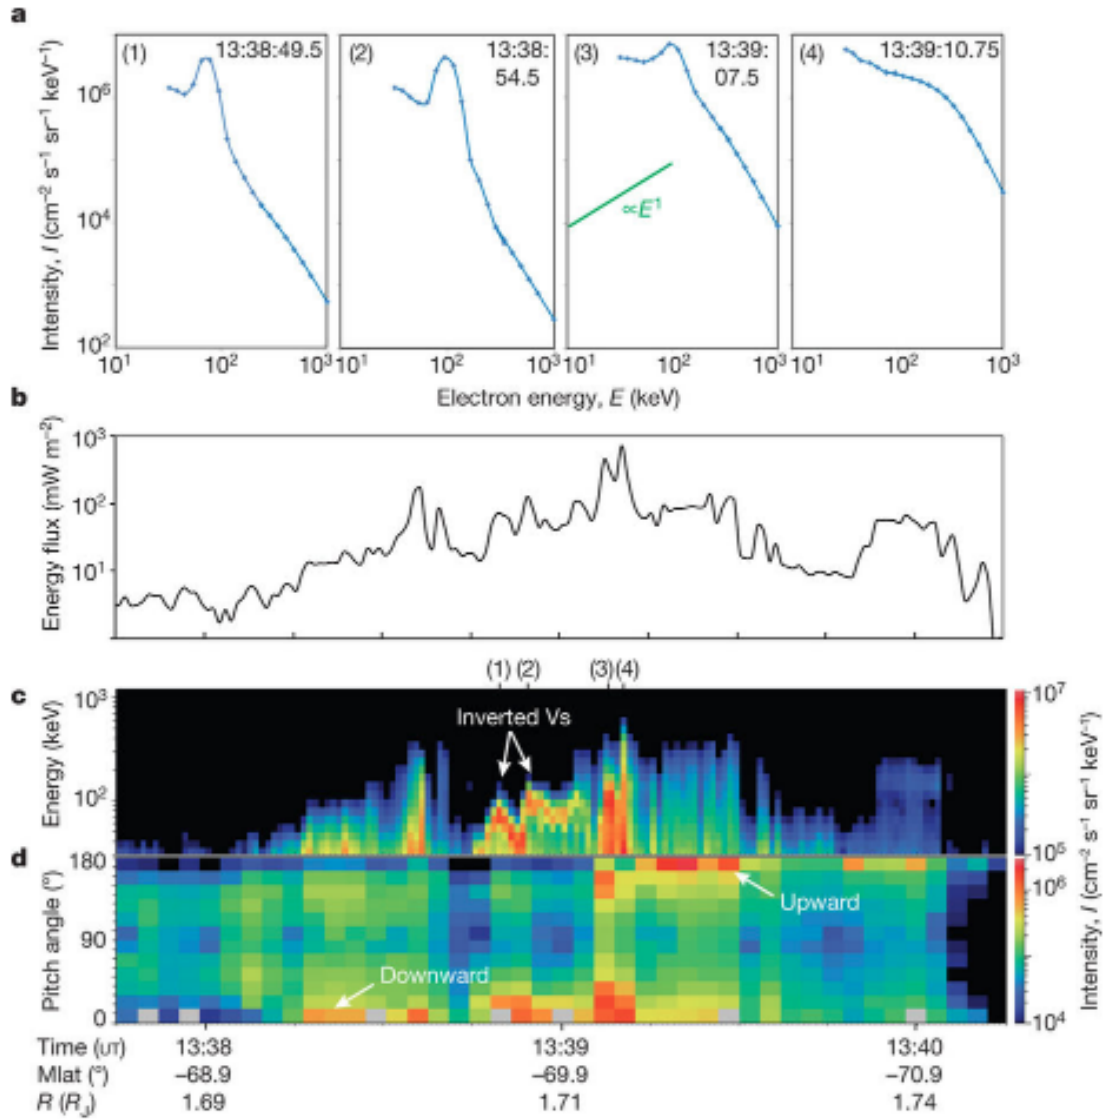 a
(1) 13:38:49.5
(2) 13:38:
54.5
(3) 13:39:
07.5
(4) 13:39:10.75
Intensity, I (cm⁻² s⁻¹ sr⁻¹ keV⁻¹)
10⁶
10⁴
10²
∝E¹
10¹ 10² 10³ 10¹ 10² 10³ 10¹ 10² 10³ 10¹ 10² 10³
Electron energy, E (keV)
b
Energy flux (mW m⁻²)
10³
10²
10¹
(1) (2) (3) (4)
c
Energy (keV)
10³
10²
Inverted Vs
10⁷
10⁵
d
Pitch angle (°)
180
90
0
Upward
Downward
10⁶
10⁴
Intensity, I (cm⁻² s⁻¹ sr⁻¹ keV⁻¹)
Time (UT) 13:38 13:39 13:40
Mlat (°) –68.9 –69.9 –70.9
R (RJ) 1.69 1.71 1.74